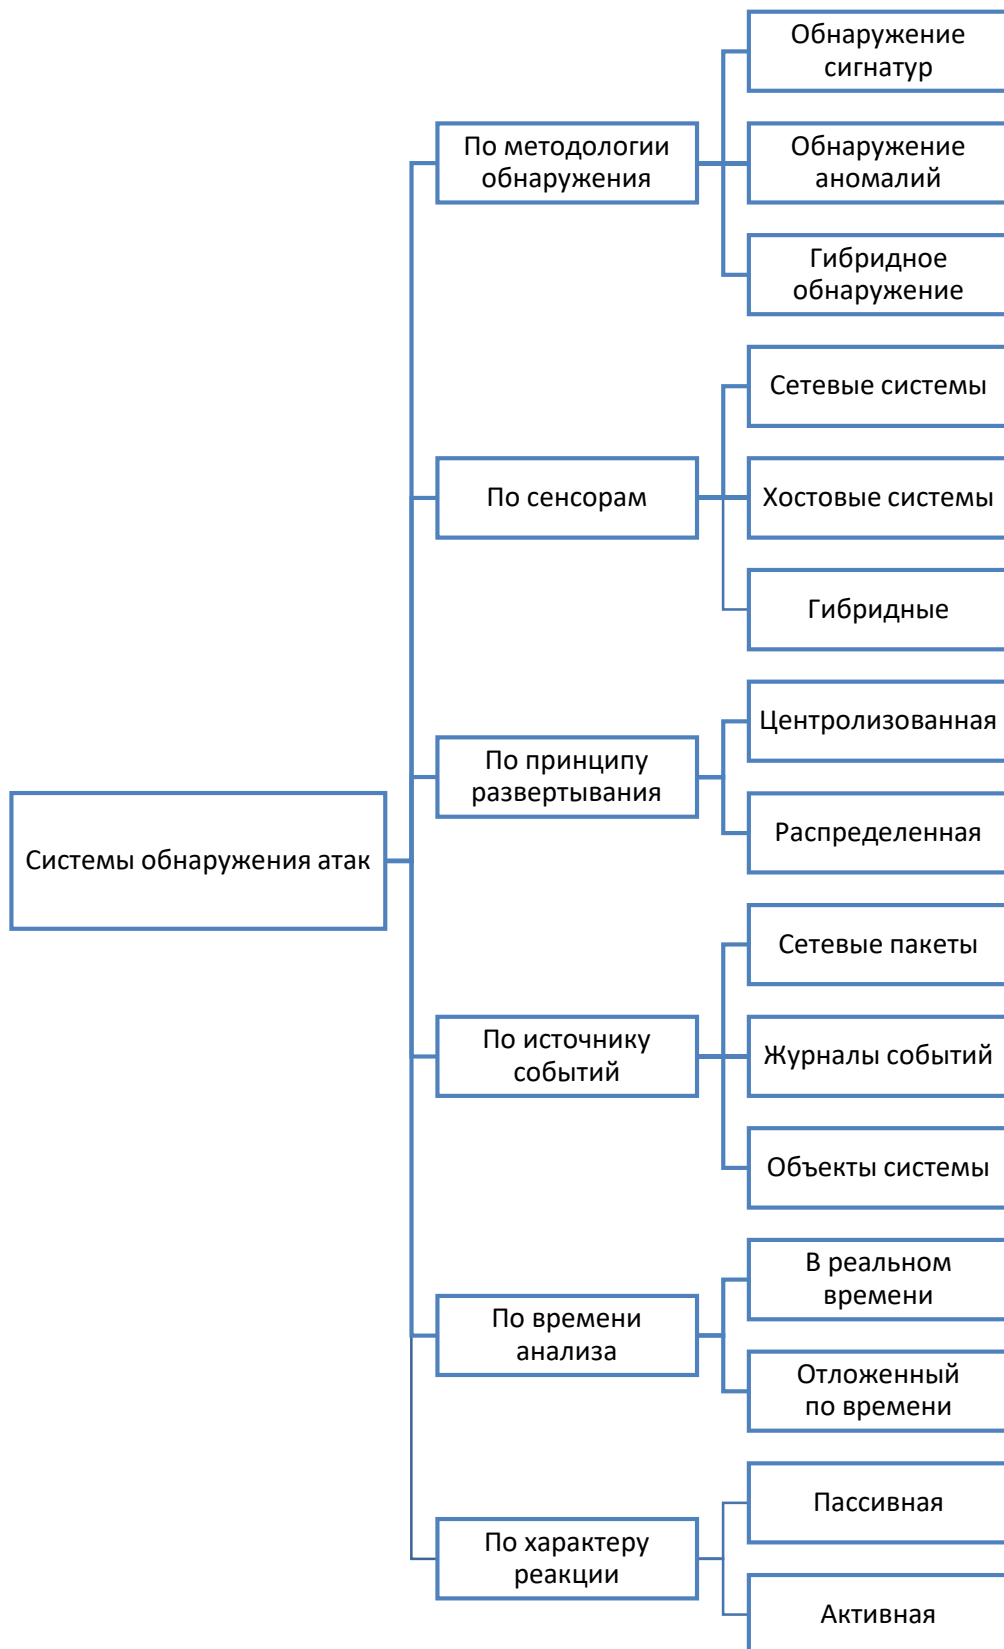 Системы обнаружения атак
По методологии
обнаружения
Обнаружение
сигнатур
Обнаружение
аномалий
Гибридное
обнаружение
По сенсорам
Сетевые системы
Хостовые системы
Гибридные
По принципу
развертывания
Центролизованная
Распределенная
По источнику
событий
Сетевые пакеты
Журналы событий
Объекты системы
По времени
анализа
В реальном
времени
Отложенный
по времени
По характеру
реакции
Пассивная
Активная